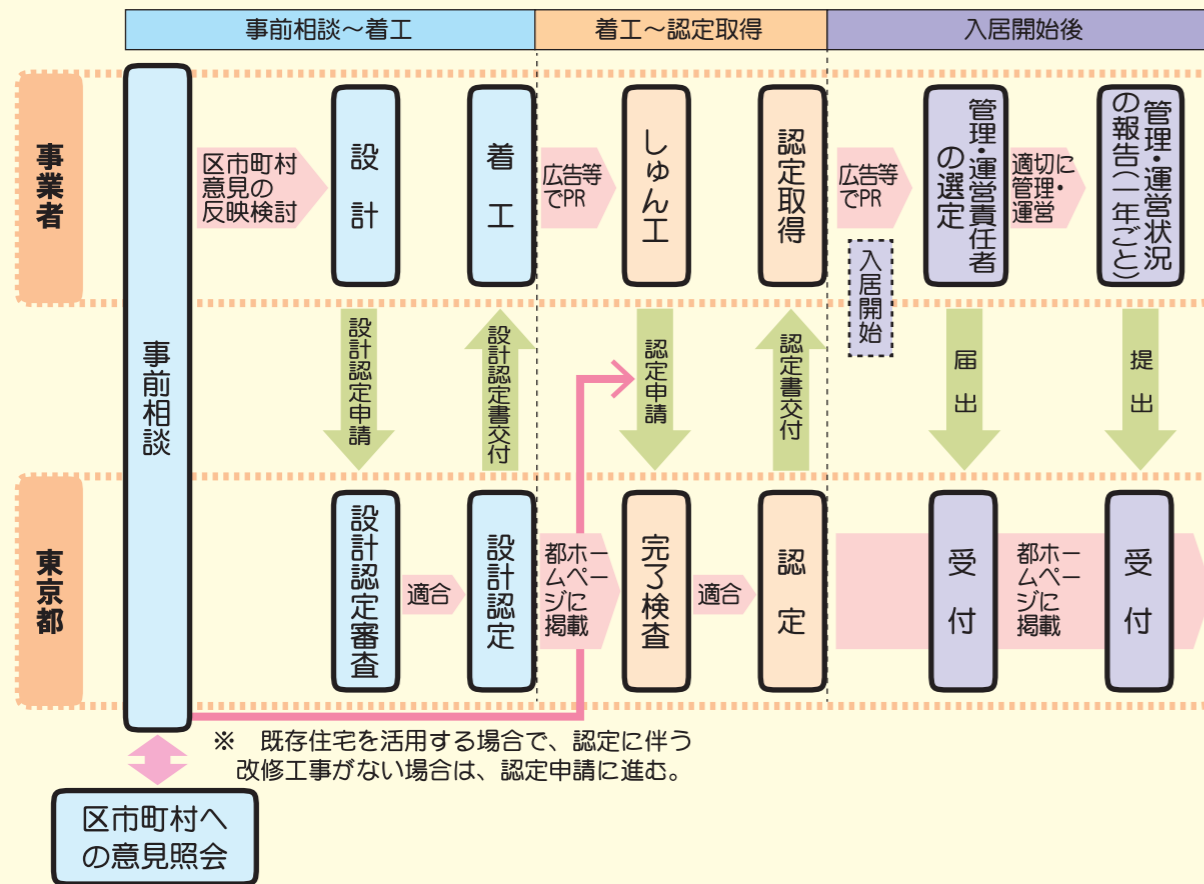 事前相談～着工
着工～認定取得
入居開始後
事業者
事前相談
区市町村
意見の
反映検討
設計
着工
広告等
でPR
しゅん工
認定取得
広告等
でPR
入居開始
管理・運営責任者
の選定
適切に
管理・
運営
管理・運営状況
の報告（一年ごと）
設計認定申請
設計認定書交付
認定申請
認定書交付
届出
提出
東京都
設計認定審査
適合
設計認定
都ホー
ムペー
ジに
掲載
完了検査
適合
認定
受付
都ホー
ムペー
ジに
掲載
受付
※　既存住宅を活用する場合で、認定に伴う
改修工事がない場合は、認定申請に進む。
区市町村へ
の意見照会